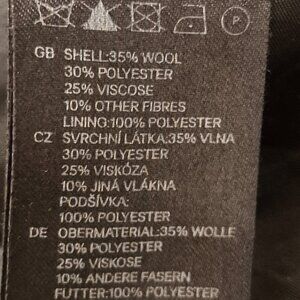 P
GB SHELL:35% WOOL
30% POLYESTER
25% VISCOSE
10% OTHER FIBRES
LINING:100% POLYESTER
CZ SVRCHNÍ LÁTKA:35% VLNA
30% POLYESTER
25% VISKÓZA
10% JINÁ VLÁKNA
PODŠÍVKA:
100% POLYESTER
DE OBERMATERIAL:35% WOLLE
30% POLYESTER
25% VISKOSE
10% ANDERE FASERN
FUTTER:100% POLYESTER